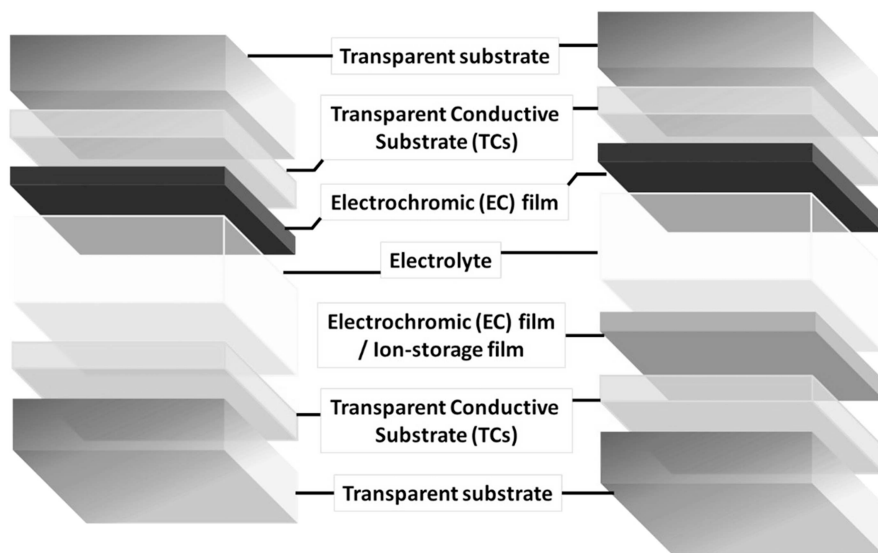 Transparent substrate
Transparent Conductive
Substrate (TCs)
Electrochromic (EC) film
Electrolyte
Electrochromic (EC) film
/ Ion-storage film
Transparent Conductive
Substrate (TCs)
Transparent substrate